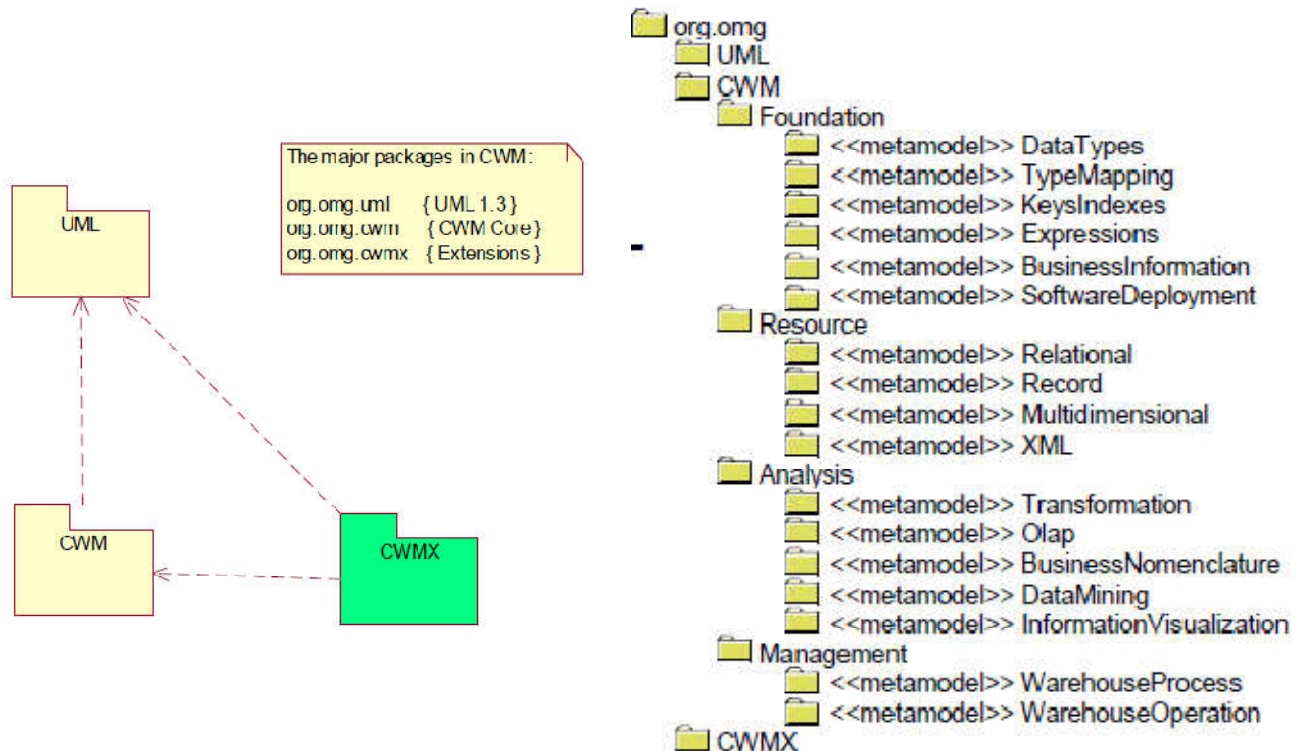 The major packages in CWM:
org.omg.uml { UML 1.3 }
org.omg.cwm { CWM Core }
org.omg.cwmx { Extensions }
UML
CWM
CWMX
-
org.omg
UML
CWM
Foundation
<<metamodel>> DataTypes
<<metamodel>> TypeMapping
<<metamodel>> KeysIndexes
<<metamodel>> Expressions
<<metamodel>> BusinessInformation
<<metamodel>> SoftwareDeployment
Resource
<<metamodel>> Relational
<<metamodel>> Record
<<metamodel>> Multidimensional
<<metamodel>> XML
Analysis
<<metamodel>> Transformation
<<metamodel>> Olap
<<metamodel>> BusinessNomenclature
<<metamodel>> DataMining
<<metamodel>> InformationVisualization
Management
<<metamodel>> WarehouseProcess
<<metamodel>> WarehouseOperation
CWMX